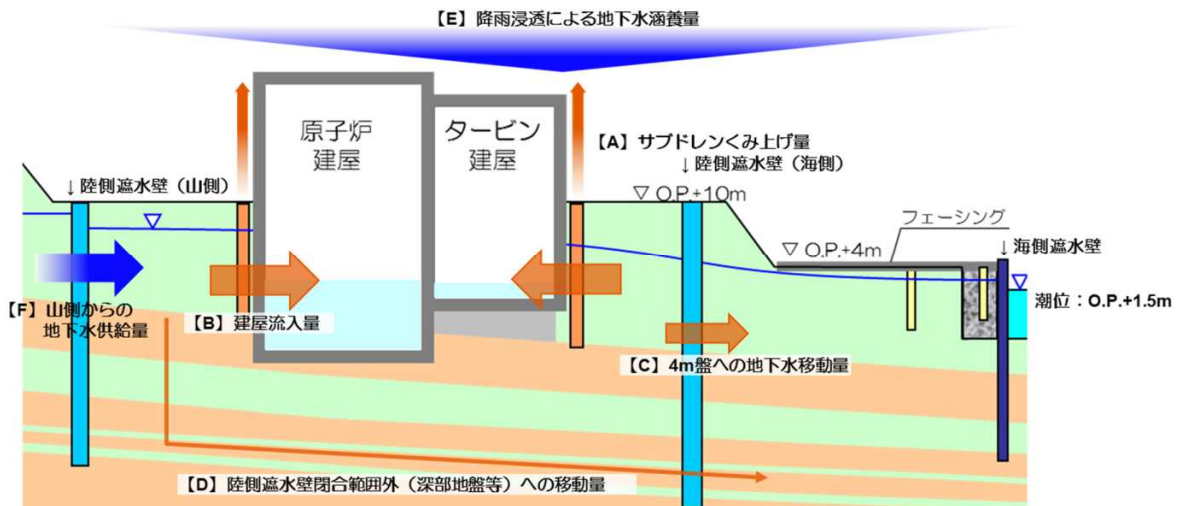 【E】降雨浸透による地下水涵養量
原子炉
建屋
タービン
建屋
【A】サブドレンくみ上げ量
↓陸側遮水壁（海側）
↓陸側遮水壁（山側）
▽ O.P.+10m
フェーシング
▽ O.P.+4m
↓海側遮水壁
潮位：O.P.+1.5m
【F】山側からの
地下水供給量
【B】建屋流入量
【C】4m盤への地下水移動量
【D】陸側遮水壁閉合範囲外（深部地盤等）への移動量